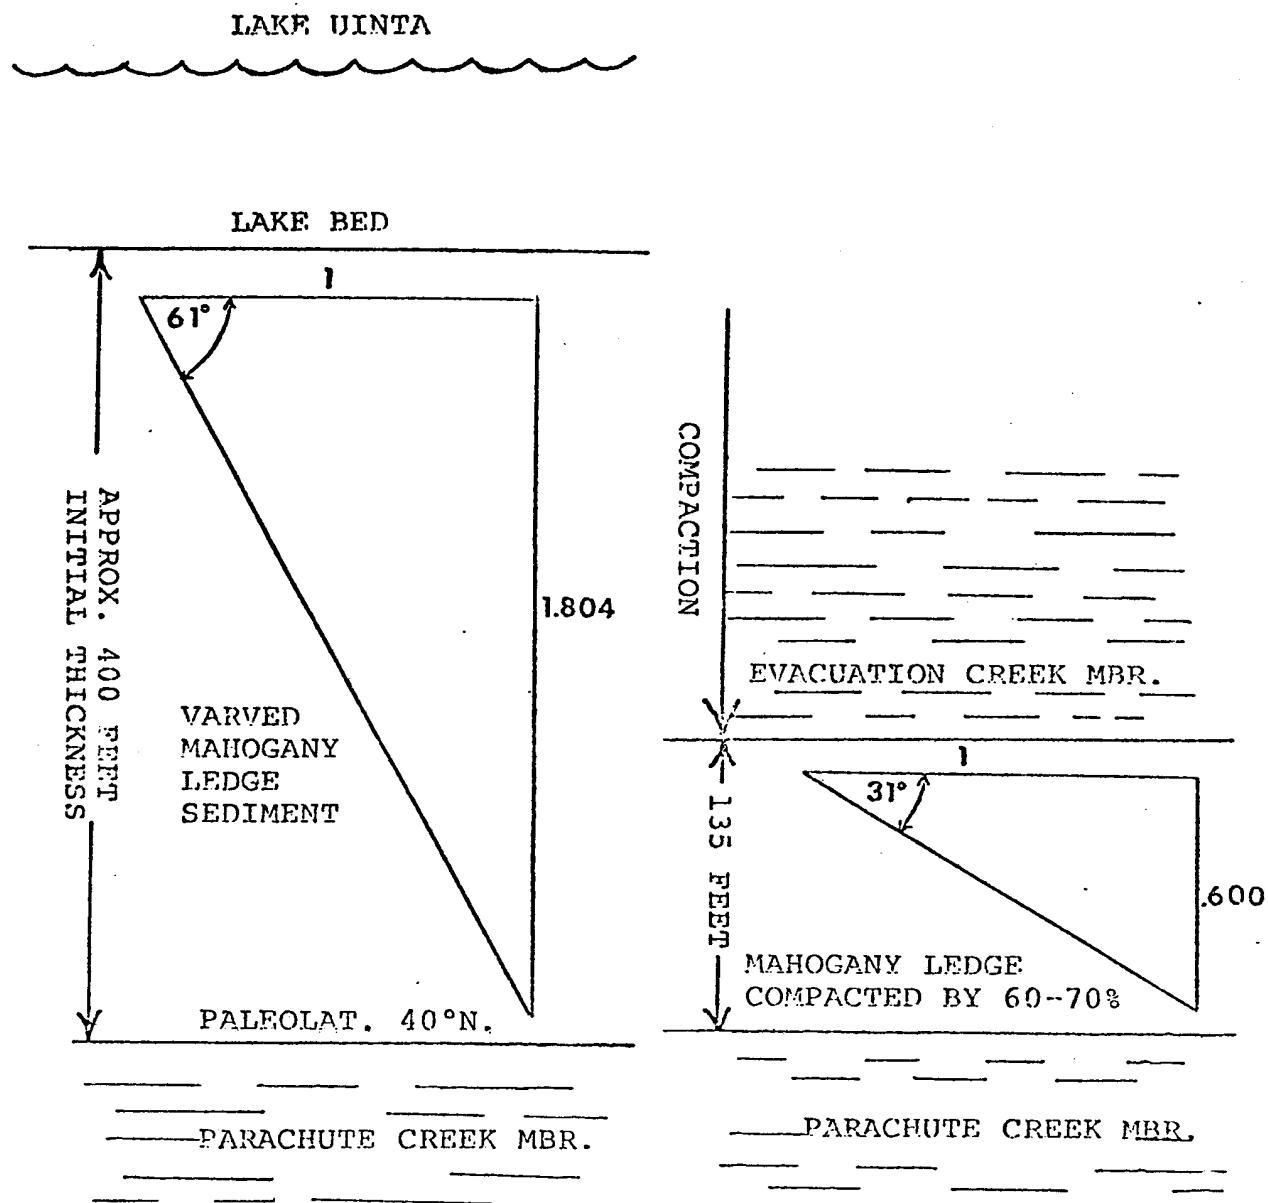 LAKE UINTA
LAKE BED
1
61°
1.804
APPROX. 400 FEET
INITIAL THICKNESS
VARVED
MAHOGANY
LEDGE
SEDIMENT
PALEOLAT. 40°N.
PARACHUTE CREEK MBR.
COMPACTION
EVACUATION CREEK MBR.
1
31°
.600
135 FEET
MAHOGANY LEDGE
COMPACTED BY 60-70%
PARACHUTE CREEK MBR.